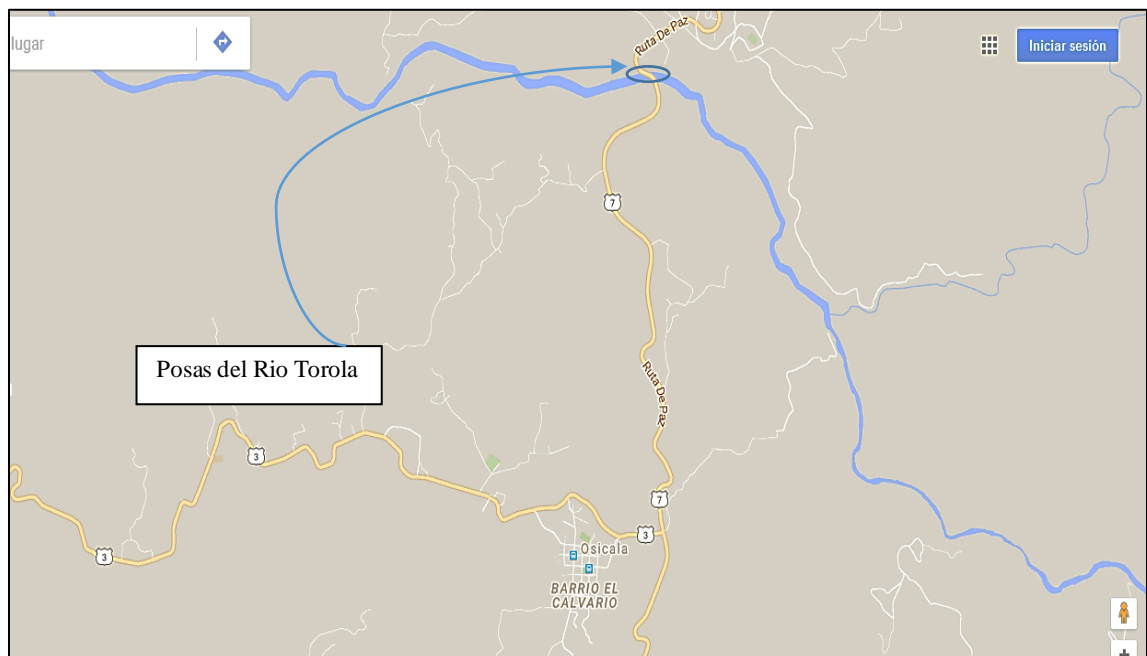 lugar
Ruta De Paz
Iniciar sesión
7
Posas del Rio Torola
Ruta De Paz
3
7
3
3
Osicala
BARRIO EL
CALVARIO